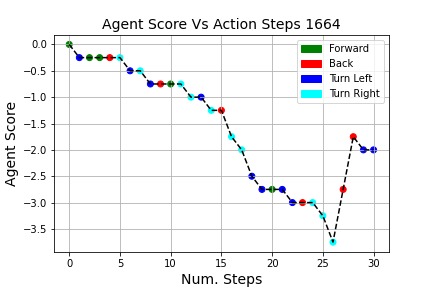 Agent Score Vs Action Steps 1664
Forward
Back
Turn Left
Turn Right
Agent Score
0.0
−0.5
−1.0
−1.5
−2.0
−2.5
−3.0
−3.5
0 5 10 15 20 25 30
Num. Steps